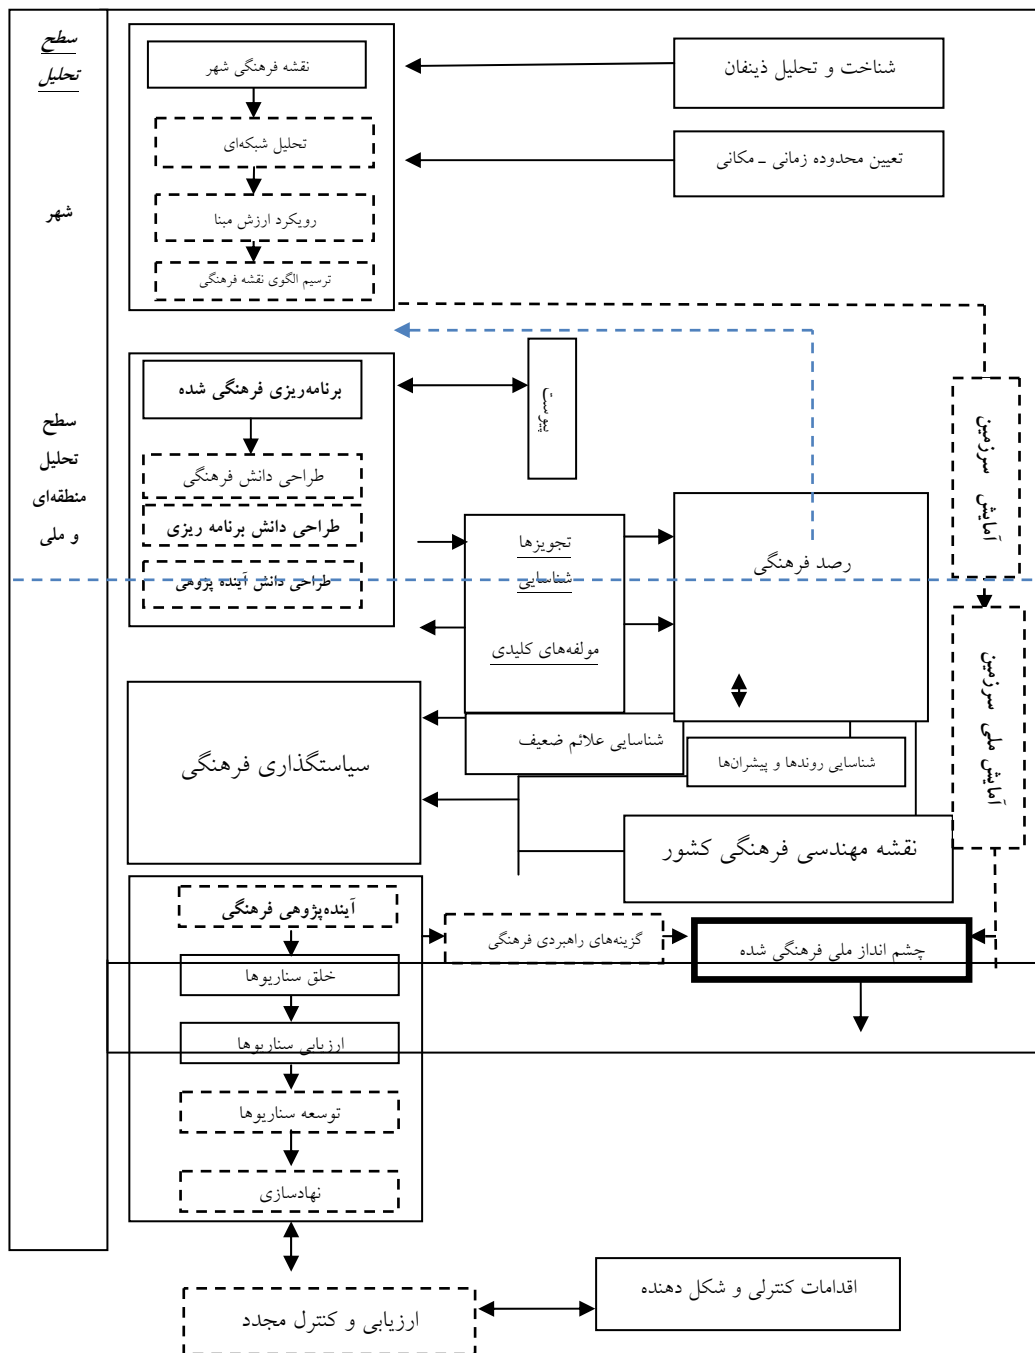 سطح
تحلیل
شهر
سطح
تحلیل
منطقه‌ای
و ملی
نقشه فرهنگی شهر
تحلیل شبکه‌ای
رویکرد ارزش مبنا
ترسیم الگوی نقشه فرهنگی
شناخت و تحلیل ذینفان
تعیین محدوده زمانی ـ مکانی
برنامه‌ریزی فرهنگی شده
طراحی دانش فرهنگی
طراحی دانش برنامه ریزی
طراحی دانش آینده پژوهی
پیوست
تجویزها
شناسایی
مولفه‌های کلیدی
رصد فرهنگی
آمایش سرزمین
آمایش ملی سرزمین
سیاستگذاری فرهنگی
شناسایی علائم ضعیف
شناسایی روندها و پیشران‌ها
نقشه مهندسی فرهنگی کشور
آینده‌پژوهی فرهنگی
خلق سناریوها
ارزیابی سناریوها
توسعه سناریوها
نهادسازی
گزینه‌های راهبردی فرهنگی
چشم انداز ملی فرهنگی شده
ارزیابی و کنترل مجدد
اقدامات کنترلی و شکل دهنده